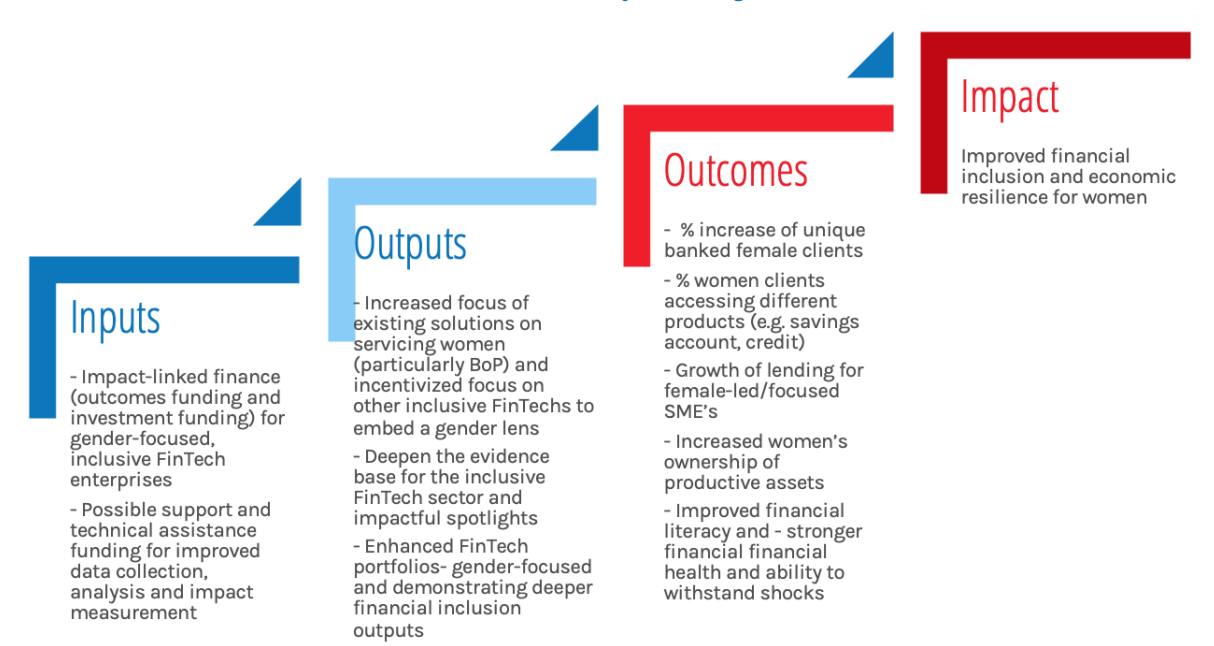 Inputs
- Impact-linked finance
(outcomes funding and
investment funding) for
gender-focused,
inclusive FinTech
enterprises
- Possible support and
technical assistance
funding for improved
data collection,
analysis and impact
measurement
Outputs
- Increased focus of
existing solutions on
servicing women
(particularly BoP) and
incentivized focus on
other inclusive FinTechs to
embed a gender lens
- Deepen the evidence
base for the inclusive
FinTech sector and
impactful spotlights
- Enhanced FinTech
portfolios- gender-focused
and demonstrating deeper
financial inclusion
outputs
Outcomes
- % increase of unique
banked female clients
- % women clients
accessing different
products (e.g. savings
account, credit)
- Growth of lending for
female-led/focused
SME's
- Increased women's
ownership of
productive assets
- Improved financial
literacy and - stronger
financial financial
health and ability to
withstand shocks
Impact
Improved financial
inclusion and economic
resilience for women